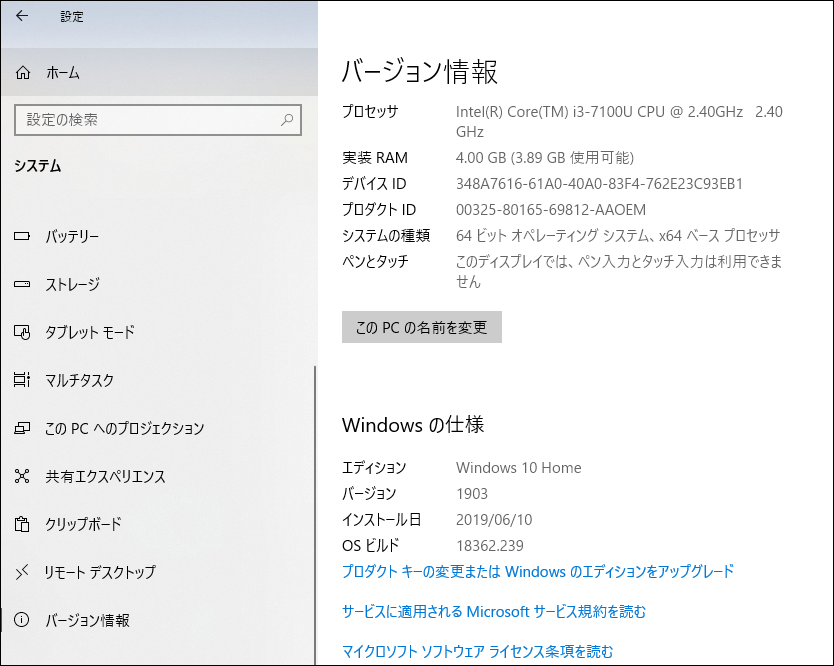 設定
ホーム
設定の検索
システム
バッテリー
ストレージ
タブレット モード
マルチタスク
この PC へのプロジェクション
共有エクスペリエンス
クリップボード
リモート デスクトップ
バージョン情報
バージョン情報
プロセッサ Intel(R) Core(TM) i3-7100U CPU @ 2.40GHz 2.40
GHz
実装 RAM 4.00 GB (3.89 GB 使用可能)
デバイス ID 348A7616-61A0-40A0-83F4-762E23C93EB1
プロダクト ID 00325-80165-69812-AAOEM
システムの種類 64 ビット オペレーティング システム、x64 ベース プロセッサ
ペンとタッチ このディスプレイでは、ペン入力とタッチ入力は利用できま
せん
この PC の名前を変更
Windows の仕様
エディション Windows 10 Home
バージョン 1903
インストール日 2019/06/10
OS ビルド 18362.239
プロダクト キーの変更または Windows のエディションをアップグレード
サービスに適用される Microsoft サービス規約を読む
マイクロソフト ソフトウェア ライセンス条項を読む